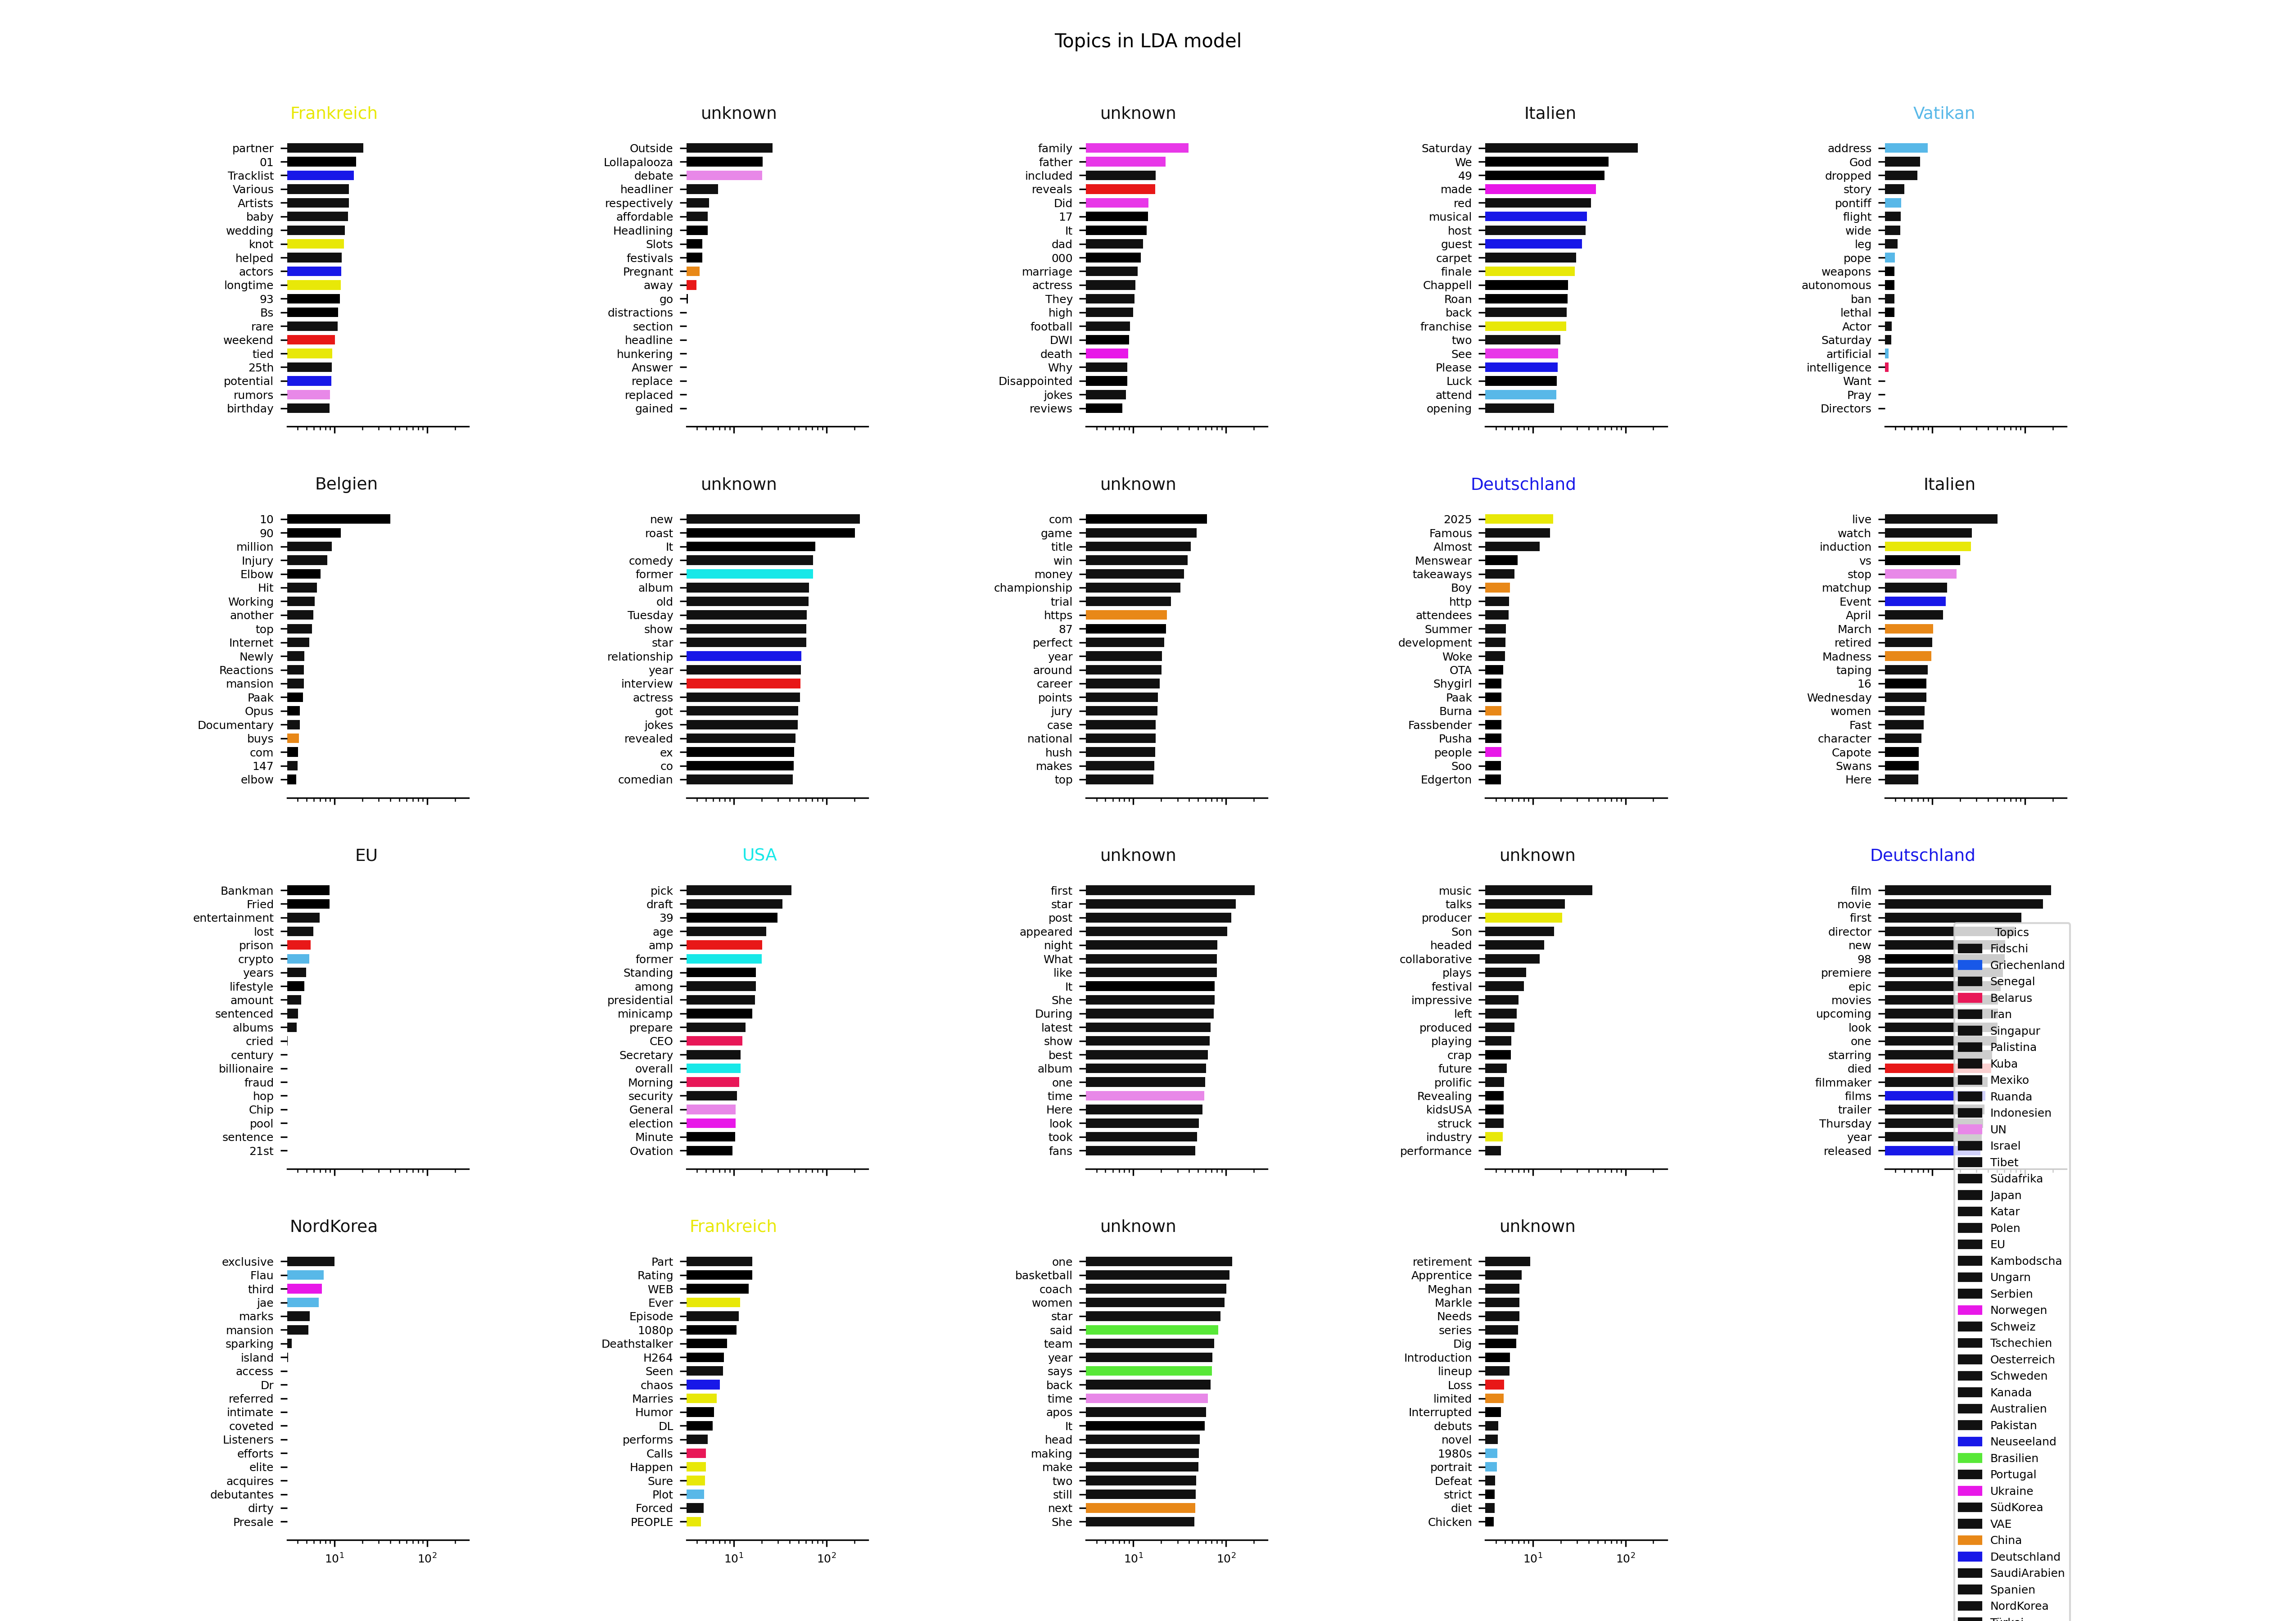 Topics in LDA model
Frankreich
partner
01
Tracklist
Various
Artists
baby
wedding
knot
helped
actors
longtime
93
Bs
rare
weekend
tied
25th
potential
rumors
birthday
unknown
Outside
Lollapalooza
debate
headliner
respectively
affordable
Headlining
Slots
festivals
Pregnant
away
go
distractions
section
headline
hunkering
Answer
replace
replaced
gained
unknown
family
father
included
reveals
Did
17
It
dad
000
marriage
actress
They
high
football
DWI
death
Why
Disappointed
jokes
reviews
Italien
Saturday
We
49
made
red
musical
host
guest
carpet
finale
Chappell
Roan
back
franchise
two
See
Please
Luck
attend
opening
Vatikan
address
God
dropped
story
pontiff
flight
wide
leg
pope
weapons
autonomous
ban
lethal
Actor
Saturday
artificial
intelligence
Want
Pray
Directors
Belgien
10
90
million
Injury
Elbow
Hit
Working
another
top
Internet
Newly
Reactions
mansion
Paak
Opus
Documentary
buys
com
147
elbow
unknown
new
roast
It
comedy
former
album
old
Tuesday
show
star
relationship
year
interview
actress
got
jokes
revealed
ex
co
comedian
unknown
com
game
title
win
money
championship
trial
https
87
perfect
year
around
career
points
jury
case
national
hush
makes
top
Deutschland
2025
Famous
Almost
Menswear
takeaways
Boy
http
attendees
Summer
development
Woke
OTA
Shygirl
Paak
Burna
Fassbender
Pusha
people
Soo
Edgerton
Italien
live
watch
induction
vs
stop
matchup
Event
April
March
retired
Madness
taping
16
Wednesday
women
Fast
character
Capote
Swans
Here
EU
Bankman
Fried
entertainment
lost
prison
crypto
years
lifestyle
amount
sentenced
albums
cried
century
billionaire
fraud
hop
Chip
pool
sentence
21st
USA
pick
draft
39
age
amp
former
Standing
among
presidential
minicamp
prepare
CEO
Secretary
overall
Morning
security
General
election
Minute
Ovation
unknown
first
star
post
appeared
night
What
like
It
She
During
latest
show
best
album
one
time
Here
look
took
fans
unknown
music
talks
producer
Son
headed
collaborative
plays
festival
impressive
left
produced
playing
crap
future
prolific
Revealing
kidsUSA
struck
industry
performance
Deutschland
film
movie
first
director
new
98
premiere
epic
movies
upcoming
look
one
starring
died
filmmaker
films
trailer
Thursday
year
released
NordKorea
exclusive
Flau
third
jae
marks
mansion
sparking
island
access
Dr
referred
intimate
coveted
Listeners
efforts
elite
acquires
debutantes
dirty
Presale
10¹ 10²
Frankreich
Part
Rating
WEB
Ever
Episode
1080p
Deathstalker
H264
Seen
chaos
Marries
Humor
DL
performs
Calls
Happen
Sure
Plot
Forced
PEOPLE
10¹ 10²
unknown
one
basketball
coach
women
star
said
team
year
says
back
time
apos
It
head
making
make
two
still
next
She
10¹ 10²
unknown
retirement
Apprentice
Meghan
Markle
Needs
series
Dig
Introduction
lineup
Loss
limited
Interrupted
debuts
novel
1980s
portrait
Defeat
strict
diet
Chicken
10¹ 10²
Topics
Fidschi
Griechenland
Senegal
Belarus
Iran
Singapur
Palistina
Kuba
Mexiko
Ruanda
Indonesien
UN
Israel
Tibet
Südafrika
Japan
Katar
Polen
EU
Kambodscha
Ungarn
Serbien
Norwegen
Schweiz
Tschechien
Oesterreich
Schweden
Kanada
Australien
Pakistan
Neuseeland
Brasilien
Portugal
Ukraine
SüdKorea
VAE
China
Deutschland
SaudiArabien
Spanien
NordKorea